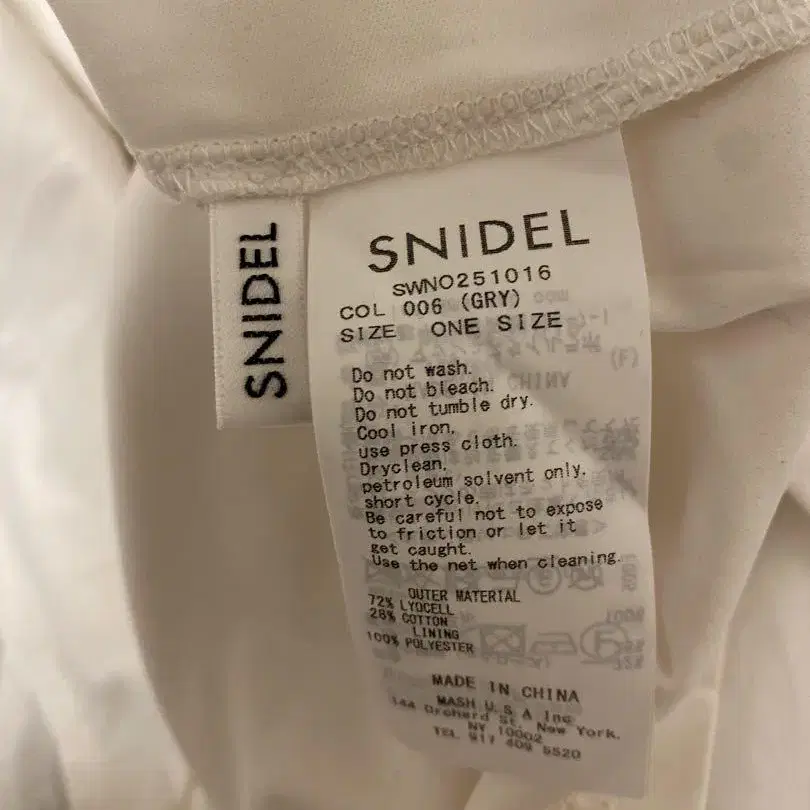 SNIDEL
SNIDEL
SWNO251016
COL 006 (GRY)
SIZE ONE SIZE
Do not wash.
Do not bleach.
Do not tumble dry.
Cool iron,
use press cloth.
Dryclean,
petroleum solvent only.
short cycle.
Be careful not to expose
to friction or let it
get caught.
Use the net when cleaning.
OUTER MATERIAL
72% LYOCELL
28% COTTON
LINING
100% POLYESTER
MADE IN CHINA
MASH U.S A Inc
144 Orchard St, New York.
NY 10002
TEL 917 409 5520